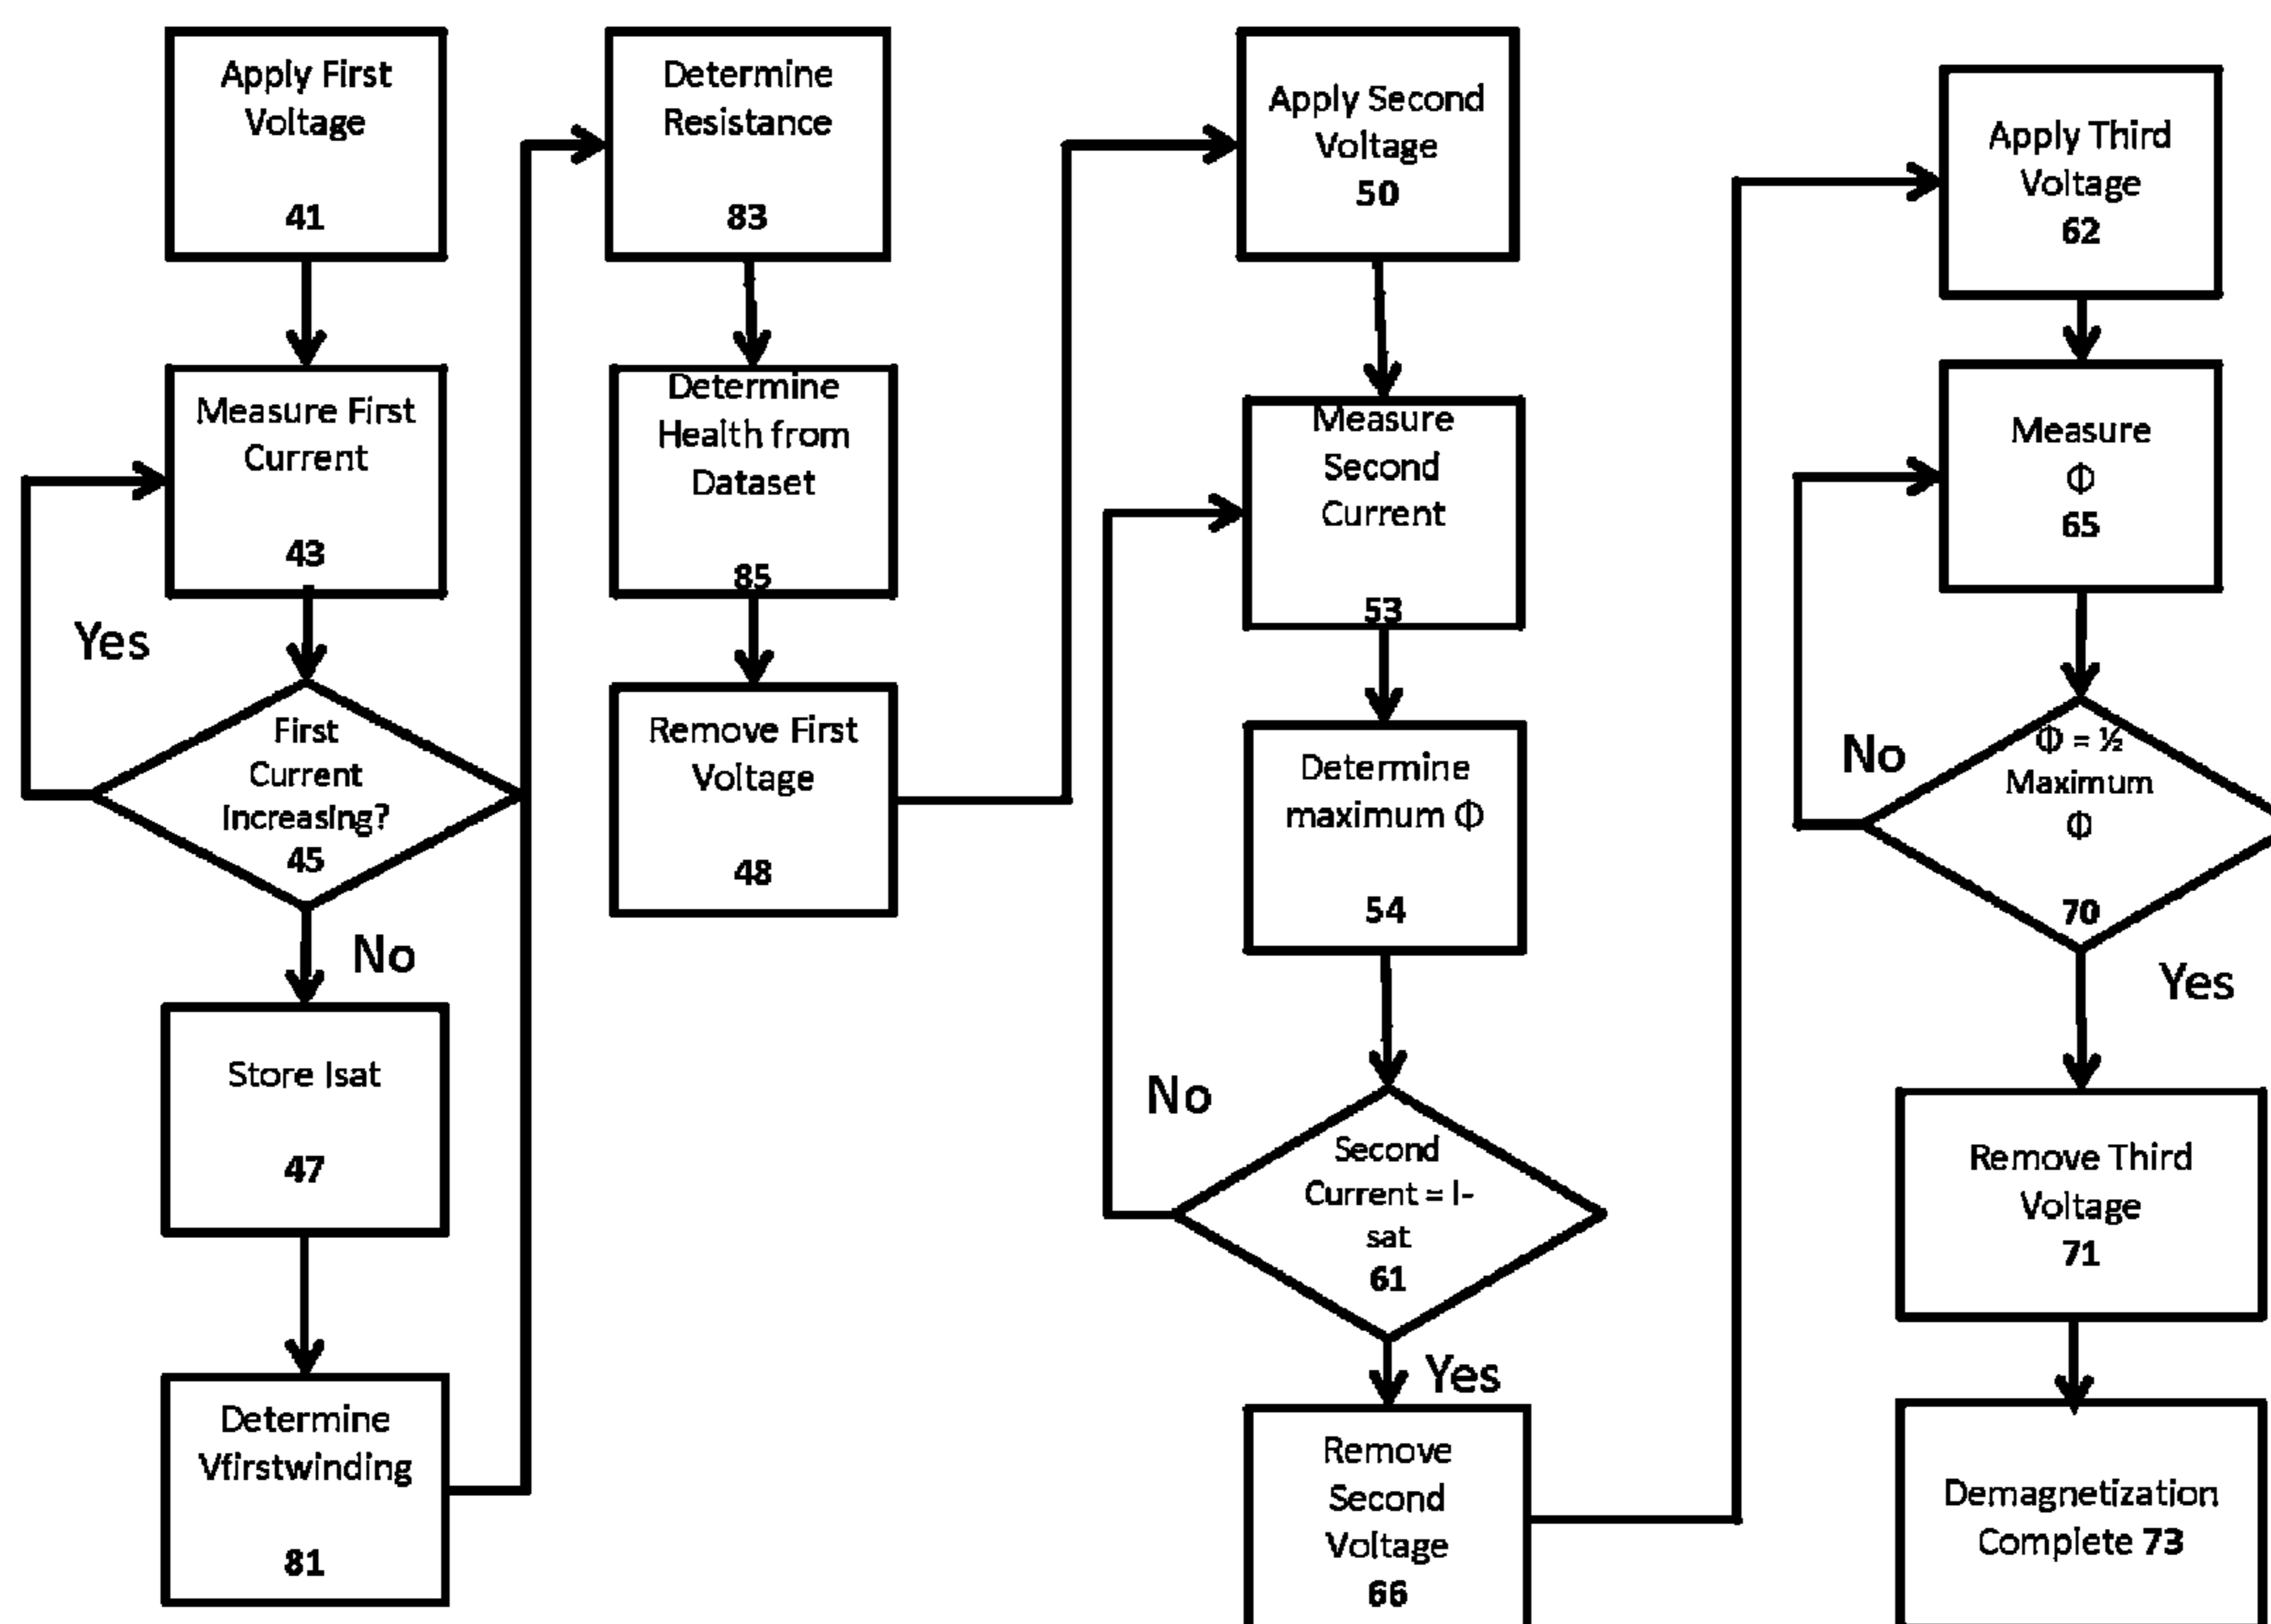 Apply First
Voltage
41
Measure First
Current
43
Yes
First
Current
Increasing?
45
No
Store Isat
47
Determine
Vfirstwinding
81
Determine
Resistance
83
Determine
Health from
Dataset
85
Remove First
Voltage
48
Apply Second
Voltage
50
Measure
Second
Current
53
Determine
maximum Φ
54
No
Second
Current = I-
sat
61
Yes
Remove
Second
Voltage
66
Apply Third
Voltage
62
Measure
Φ
65
No
Φ = ½
Maximum
Φ
70
Yes
Remove Third
Voltage
71
Demagnetization
Complete 73